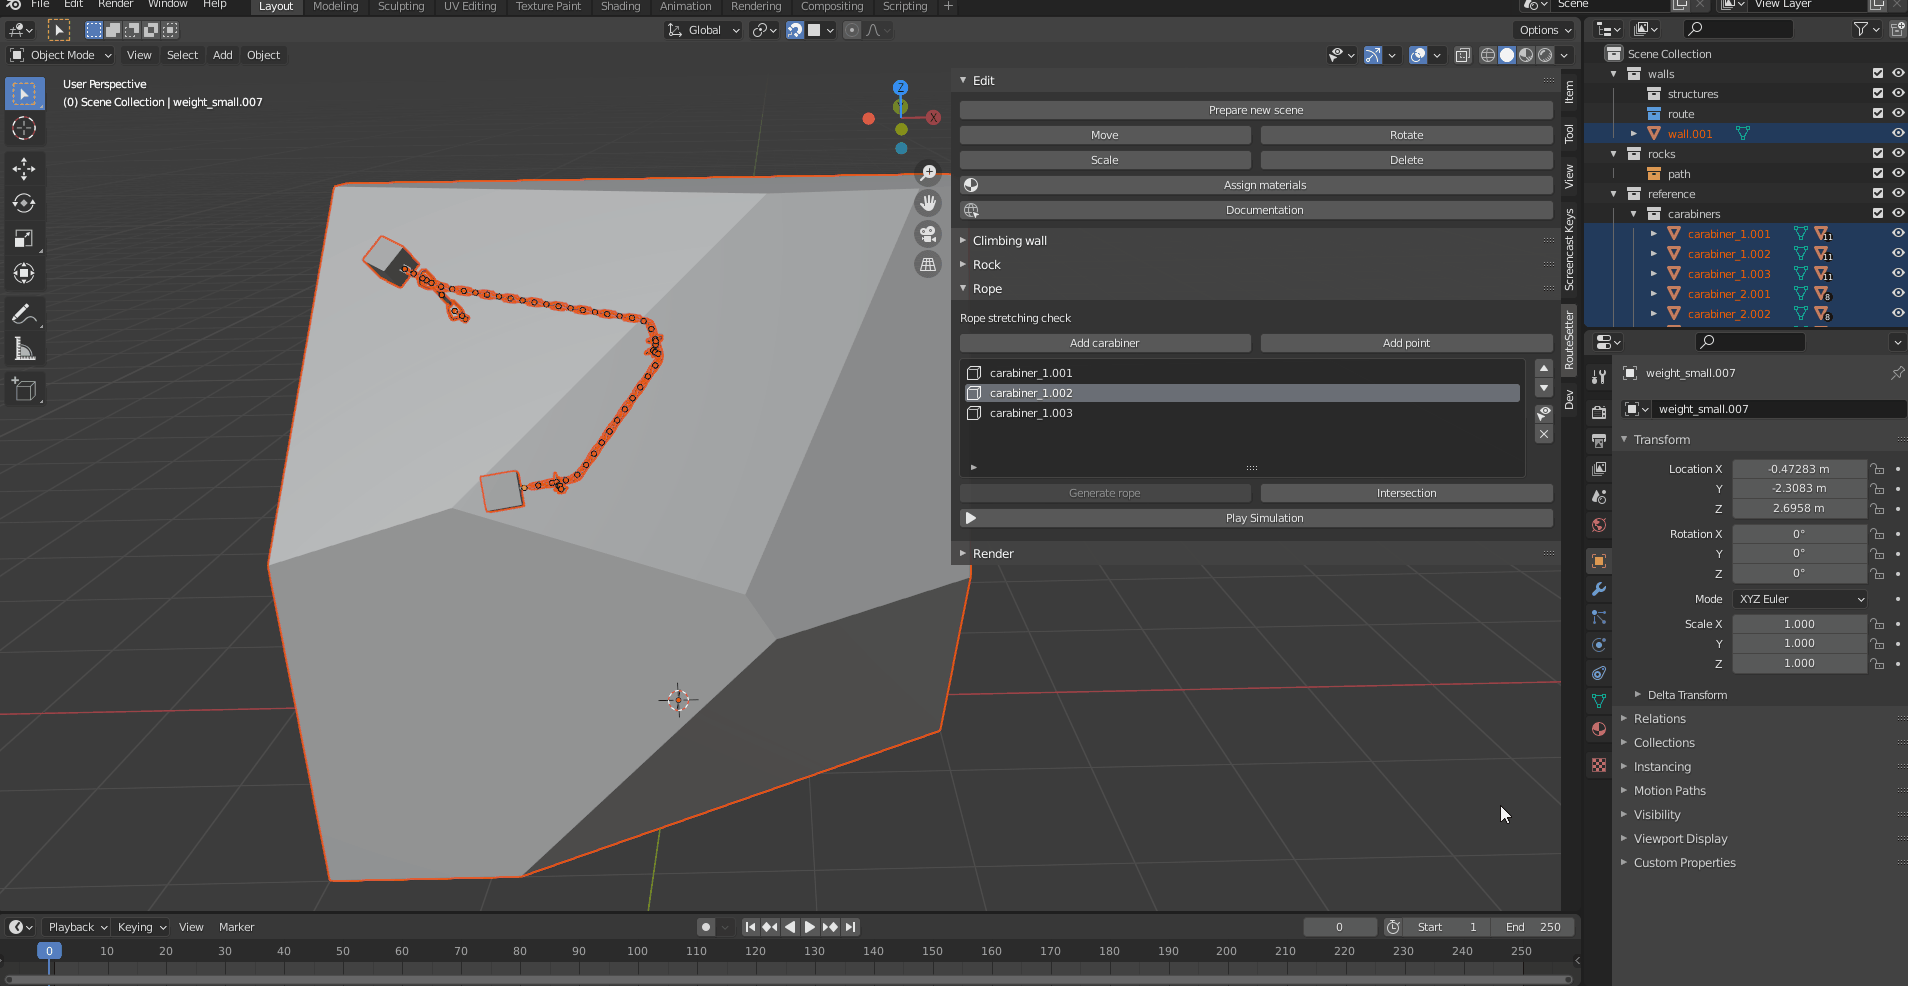 File Edit Render Window Help Layout Modeling Sculpting UV Editing Texture Paint Shading Animation Rendering Compositing Scripting + Scene View Layer
Global Options
Object Mode View Select Add Object
User Perspective
(0) Scene Collection | weight_small.007
Z
Y
X
Edit
Prepare new scene
Move Rotate
Scale Delete
Assign materials
Documentation
Climbing wall
Rock
Rope
Rope stretching check
Add carabiner Add point
carabiner_1.001
carabiner_1.002
carabiner_1.003
Generate rope Intersection
Play Simulation
Render
Item
Tool
View
Screencast Keys
RouteSetter
Dev
Scene Collection
walls
structures
route
wall.001
rocks
path
reference
carabiners
carabiner_1.001 11
carabiner_1.002 11
carabiner_1.003 11
carabiner_2.001 8
carabiner_2.002 8
weight_small.007
weight_small.007
Transform
Location X -0.47283 m
Y -2.3083 m
Z 2.6958 m
Rotation X 0°
Y 0°
Z 0°
Mode XYZ Euler
Scale X 1.000
Y 1.000
Z 1.000
Delta Transform
Relations
Collections
Instancing
Motion Paths
Visibility
Viewport Display
Custom Properties
Playback Keying View Marker 0 Start 1 End 250
0 10 20 30 40 50 60 70 80 90 100 110 120 130 140 150 160 170 180 190 200 210 220 230 240 250